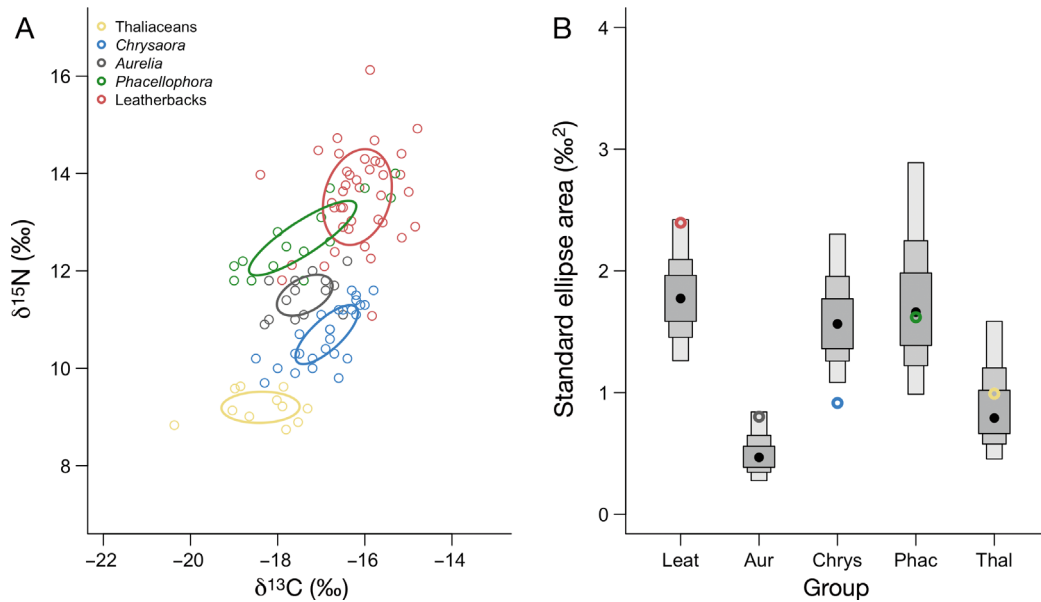 A
Thaliaceans
Chrysaora
Aurelia
Phacellophora
Leatherbacks
16
14
12
10
8
δ15N (‰)
−22
−20
−18
−16
−14
δ13C (‰)
B
4
3
2
1
0
Standard ellipse area (‰2)
Leat
Aur
Chrys
Phac
Thal
Group